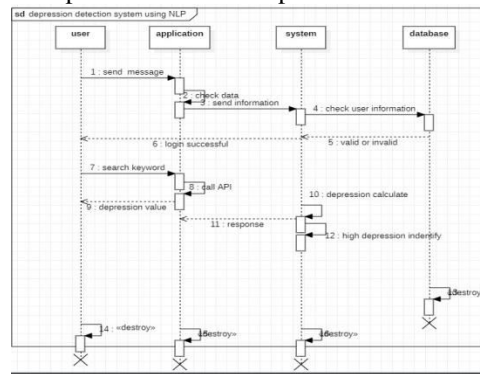 sd depression detection system using NLP
user application system database
1 : send message
2 : check data
3 : send information
4 : check user information
5 : valid or invalid
6 : login successful
7 : search keyword
8 : call API
9 : depression value
10 : depression calculate
11 : response
12 : high depression indentify
«destroy»
14 : «destroy»
«destroy»
«destroy»